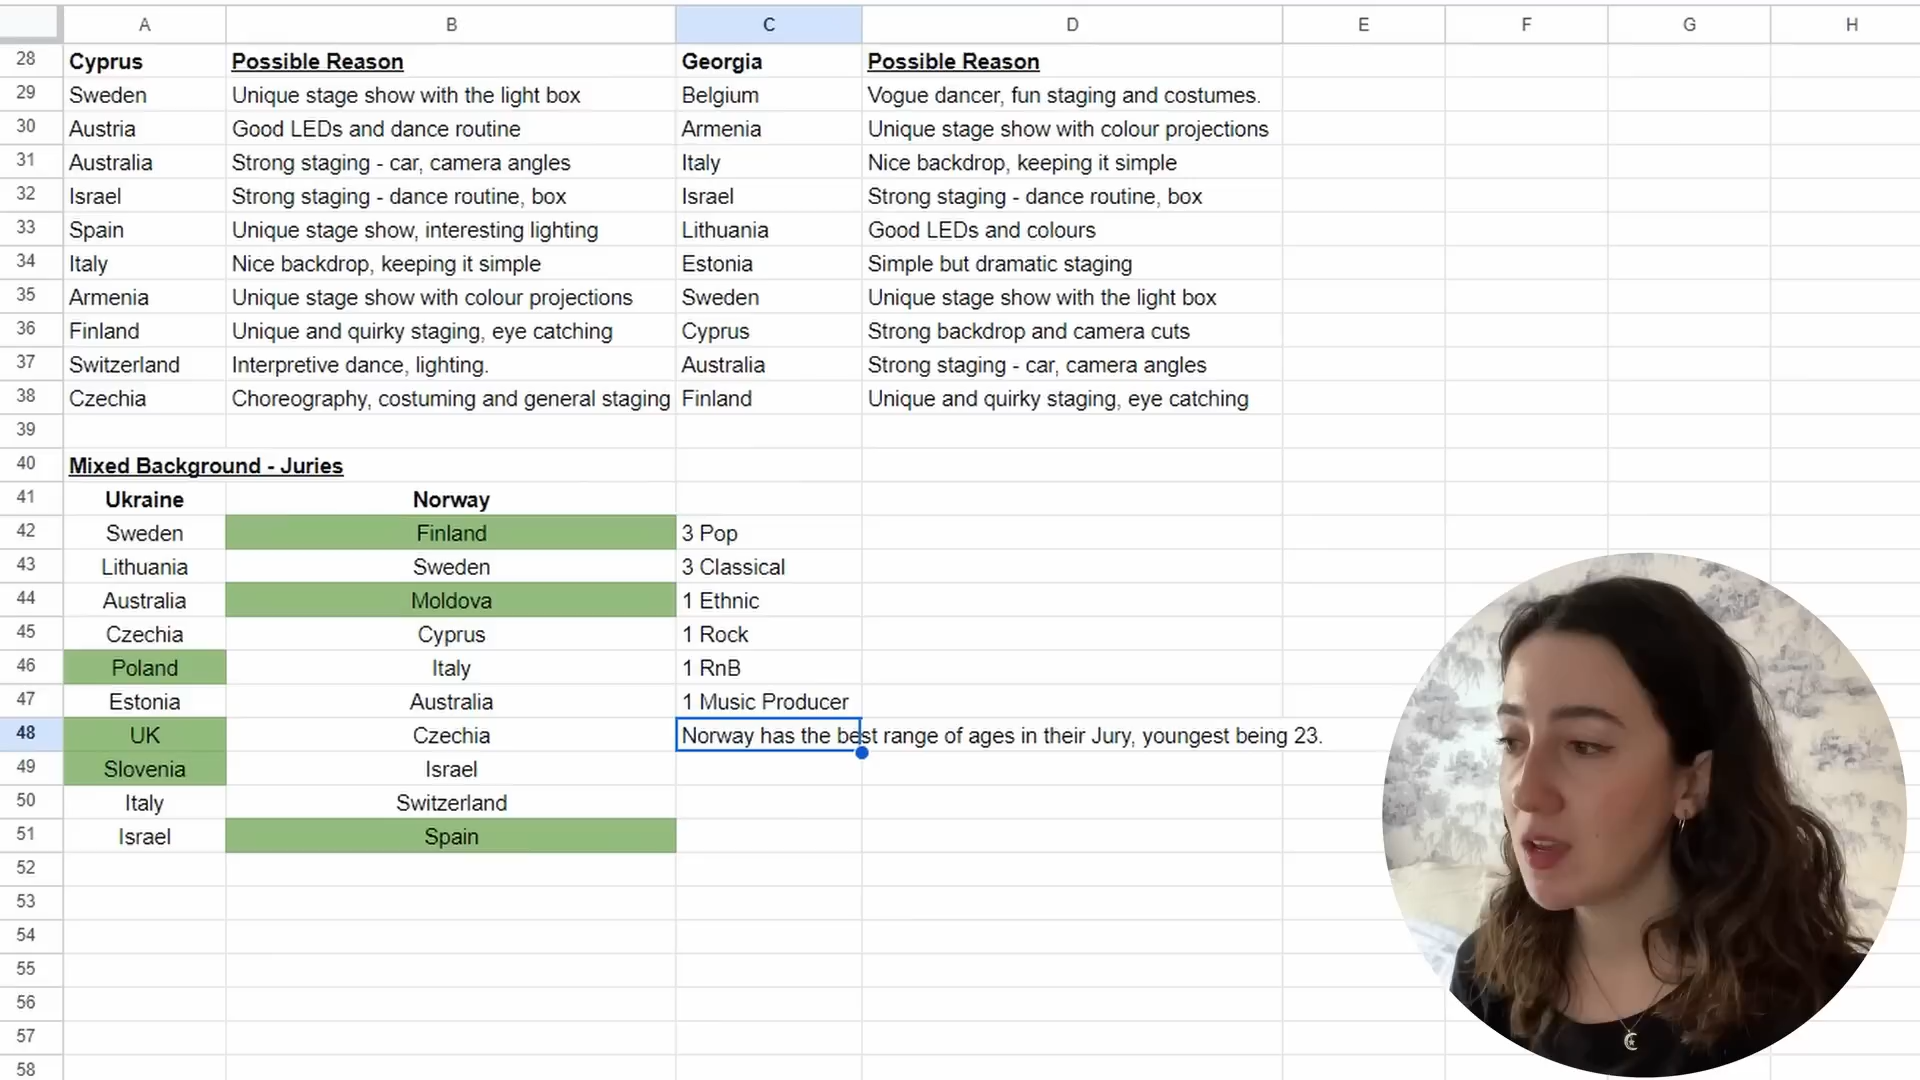 A B C D E F G H
28 Cyprus Possible Reason Georgia Possible Reason
29 Sweden Unique stage show with the light box Belgium Vogue dancer, fun staging and costumes.
30 Austria Good LEDs and dance routine Armenia Unique stage show with colour projections
31 Australia Strong staging - car, camera angles Italy Nice backdrop, keeping it simple
32 Israel Strong staging - dance routine, box Israel Strong staging - dance routine, box
33 Spain Unique stage show, interesting lighting Lithuania Good LEDs and colours
34 Italy Nice backdrop, keeping it simple Estonia Simple but dramatic staging
35 Armenia Unique stage show with colour projections Sweden Unique stage show with the light box
36 Finland Unique and quirky staging, eye catching Cyprus Strong backdrop and camera cuts
37 Switzerland Interpretive dance, lighting. Australia Strong staging - car, camera angles
38 Czechia Choreography, costuming and general staging Finland Unique and quirky staging, eye catching
39
40 Mixed Background - Juries
41 Ukraine Norway
42 Sweden Finland 3 Pop
43 Lithuania Sweden 3 Classical
44 Australia Moldova 1 Ethnic
45 Czechia Cyprus 1 Rock
46 Poland Italy 1 RnB
47 Estonia Australia 1 Music Producer
48 UK Czechia Norway has the best range of ages in their Jury, youngest being 23.
49 Slovenia Israel
50 Italy Switzerland
51 Israel Spain
52
53
54
55
56
57
58